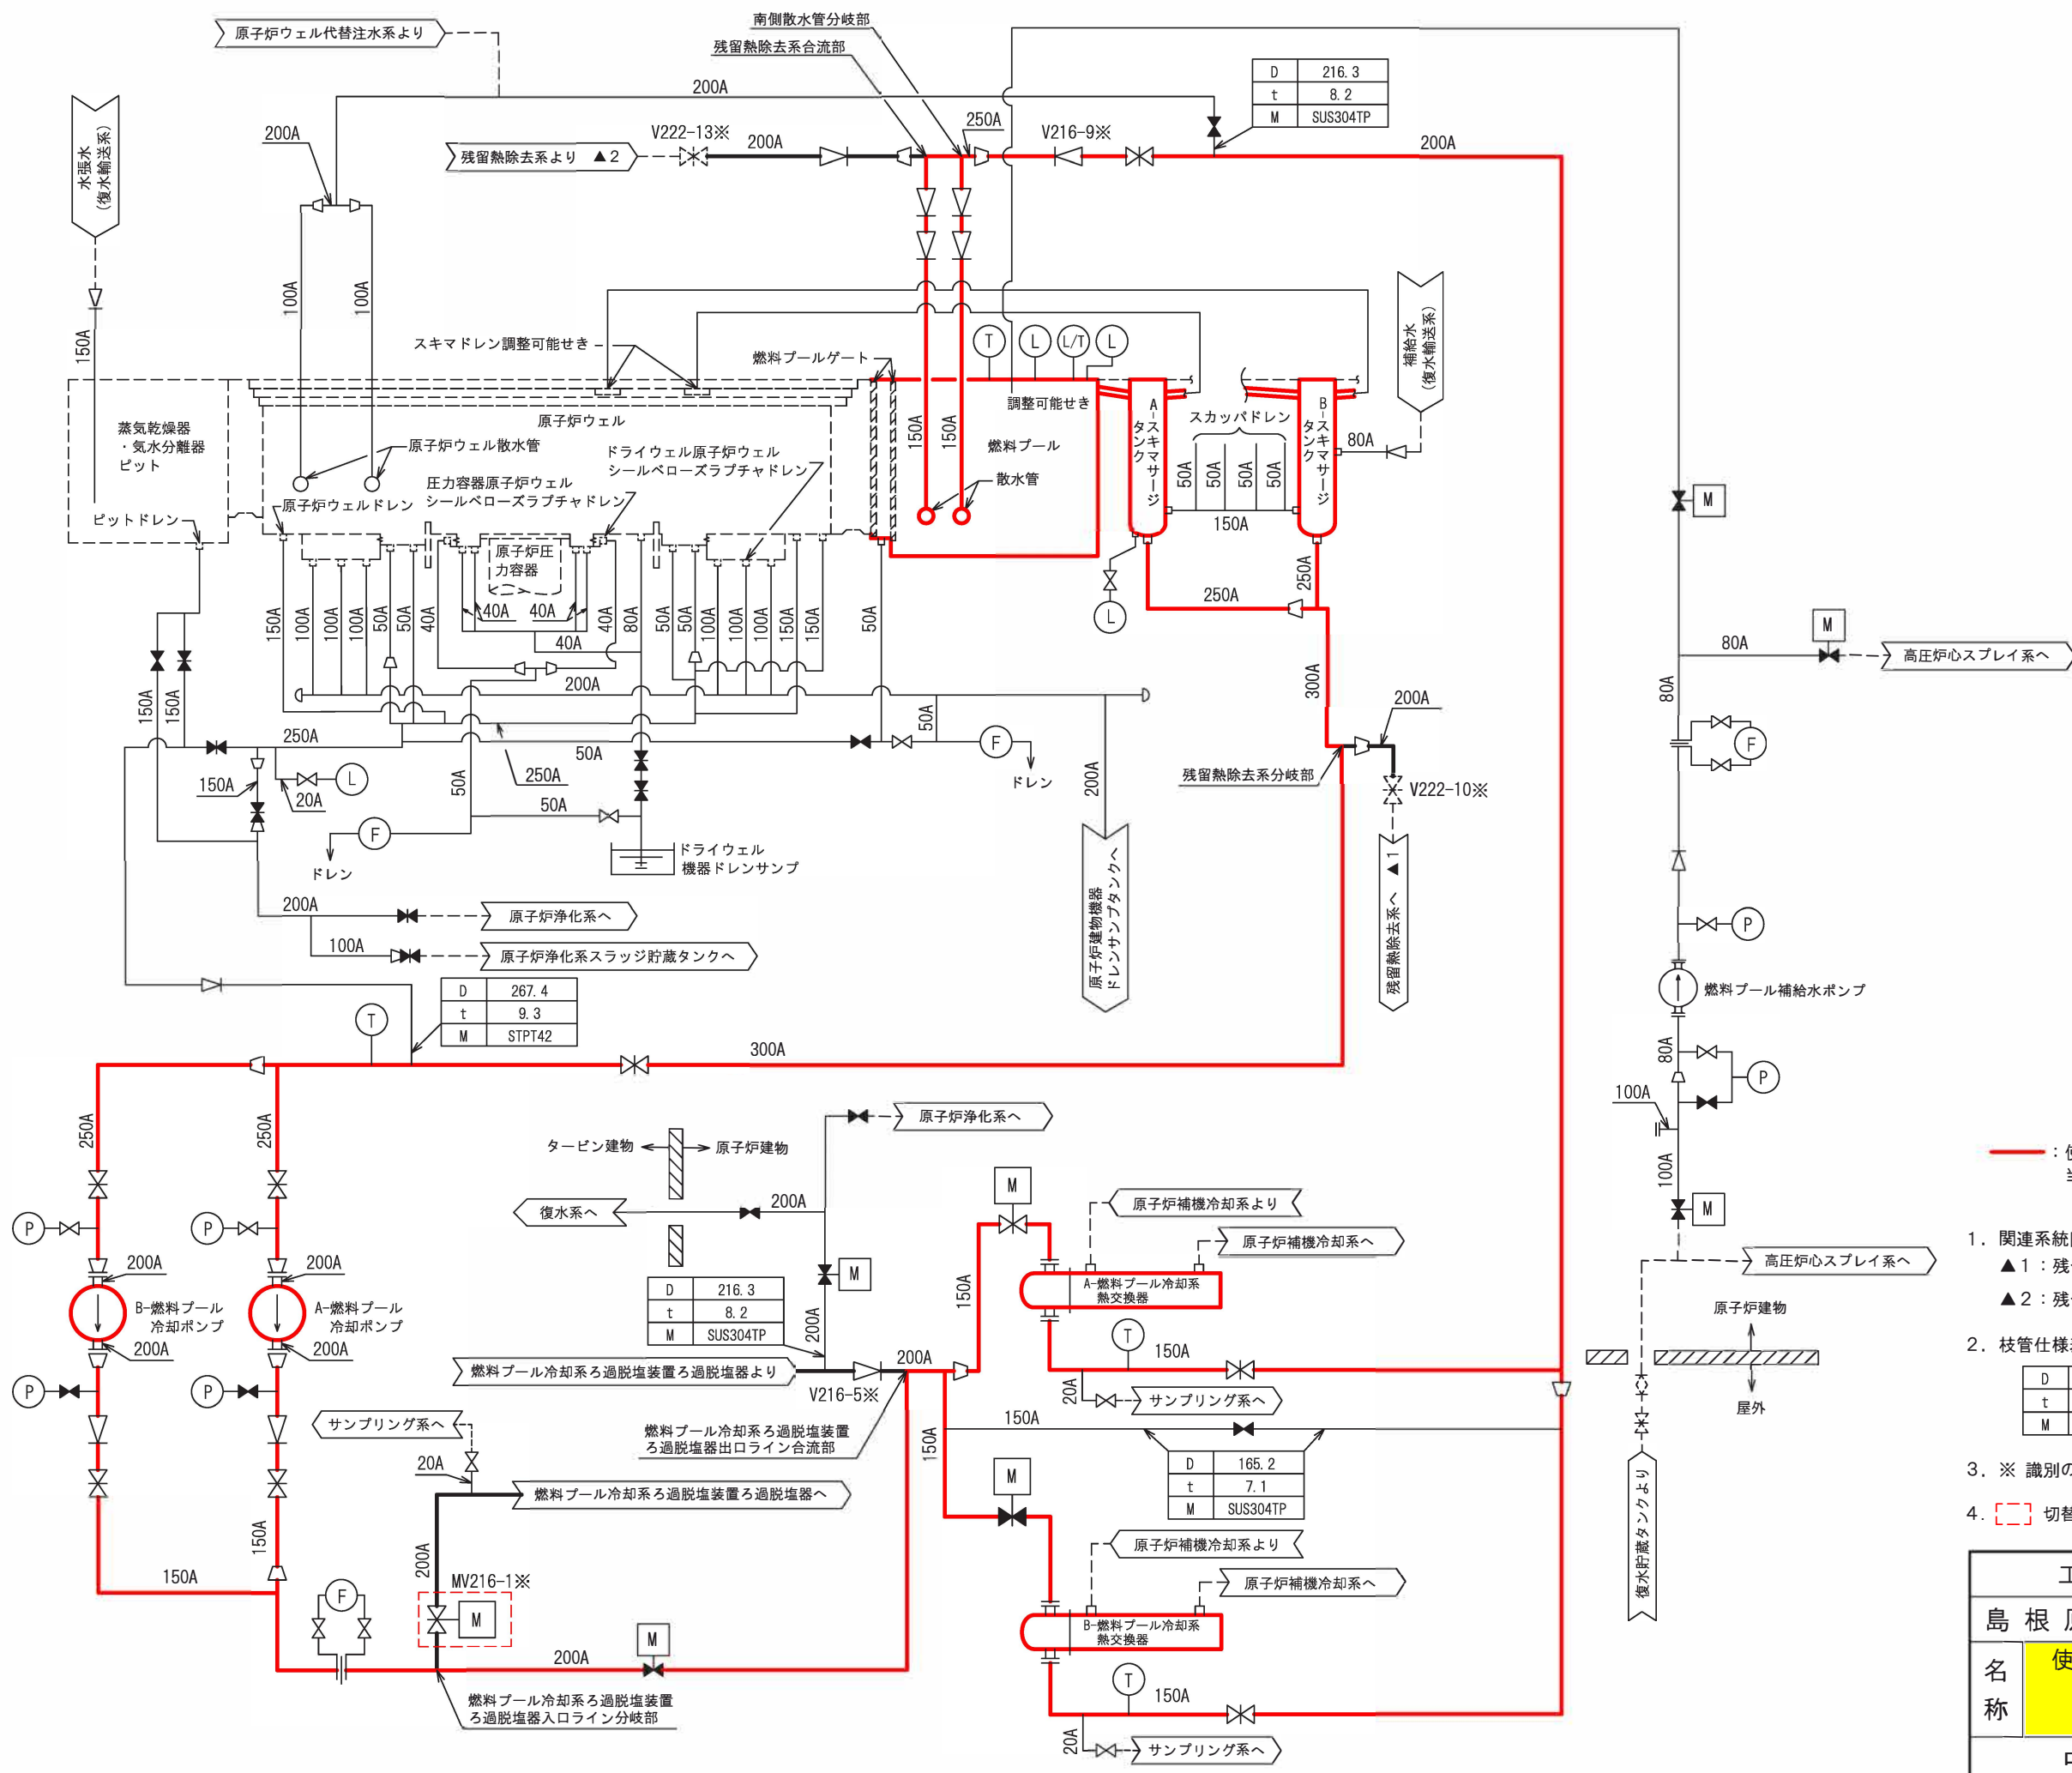 原子炉ウェル代替注水系より
南側散水管分岐部
残留熱除去系合流部
200A
D 216.3
t 8.2
M SUS304TP
水張水
(復水輸送系)
200A
V222-13※
200A
250A
V216-9※
200A
残留熱除去系より ▲2
100A
100A
150A
スキマドレン調整可能せき
燃料プールゲート
T
L
L/T
L
補給水
(復水輸送系)
蒸気乾燥器
・気水分離器
ピット
原子炉ウェル
原子炉ウェル散水管
ドライウェル原子炉ウェル
シールベローズラプチャドレン
圧力容器原子炉ウェル
シールベローズラプチャドレン
原子炉ウェルドレン
ピットドレン
原子炉圧
力容器
150A
150A
調整可能せき
燃料プール
散水管
A-スキマサージ
タンク
スカッパドレン
50A
50A
50A
50A
150A
B-スキマサージ
タンク
80A
M
150A
100A
100A
100A
50A
50A
40A
40A
40A
40A
40A
80A
50A
50A
100A
100A
100A
150A
150A
50A
L
250A
250A
300A
200A
M
80A
高圧炉心スプレイ系へ
80A
150A
150A
200A
250A
50A
250A
50A
F
ドレン
200A
残留熱除去系分岐部
V222-10※
F
150A
20A
L
50A
50A
F
ドレン
ドライウェル
機器ドレンサンプ
原子炉建物機器
ドレンサンプタンクへ
残留熱除去系へ ▲1
200A
原子炉浄化系へ
100A
原子炉浄化系スラッジ貯蔵タンクへ
P
燃料プール補給水ポンプ
D 267.4
t 9.3
M STPT42
T
300A
80A
P
100A
100A
M
250A
250A
原子炉浄化系へ
タービン建物
原子炉建物
復水系へ
200A
M
原子炉補機冷却系より
原子炉補機冷却系へ
高圧炉心スプレイ系へ
P
P
200A
200A
B-燃料プール
冷却ポンプ
A-燃料プール
冷却ポンプ
200A
200A
D 216.3
t 8.2
M SUS304TP
M
200A
150A
A-燃料プール冷却系
熱交換器
原子炉建物
屋外
P
P
燃料プール冷却系ろ過脱塩装置ろ過脱塩器より
V216-5※
200A
T
150A
20A
サンプリング系へ
サンプリング系へ
燃料プール冷却系ろ過脱塩装置
ろ過脱塩器出口ライン合流部
150A
150A
20A
燃料プール冷却系ろ過脱塩装置ろ過脱塩器へ
M
D 165.2
t 7.1
M SUS304TP
復水貯蔵タンクより
150A
150A
200A
MV216-1※
M
F
原子炉補機冷却系より
原子炉補機冷却系へ
B-燃料プール冷却系
熱交換器
200A
M
燃料プール冷却系ろ過脱塩装置
ろ過脱塩器入口ライン分岐部
T
150A
20A
サンプリング系へ
1. 関連系統
▲1:残
▲2:残
2. 枝管仕様
D
t
M
3. ※ 識別の
4. 切替
島 根
名
称
使